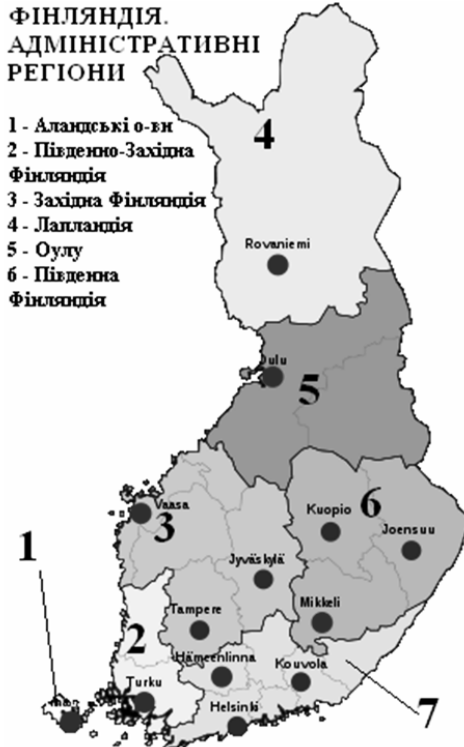 ФІНЛЯНДІЯ.
АДМІНІСТРАТИВНІ
РЕГІОНИ
1 - Аландські о-ви
2 - Південно-Західна
Фінляндія
3 - Західна Фінляндія
4 - Лапландія
5 - Оулу
6 - Південна
Фінляндія
4
Rovaniemi
Oulu
5
Vaasa
3
Kuopio
6
Joensuu
1
Jyväskylä
Tampere
Mikkeli
2
Hämeenlinna
Kouvola
Turku
Helsinki
7